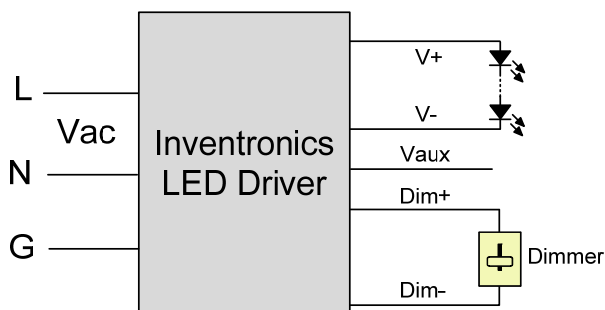 L
Vac
N
G
Inventronics
LED Driver
V+
V-
Vaux
Dim+
Dimmer
Dim-